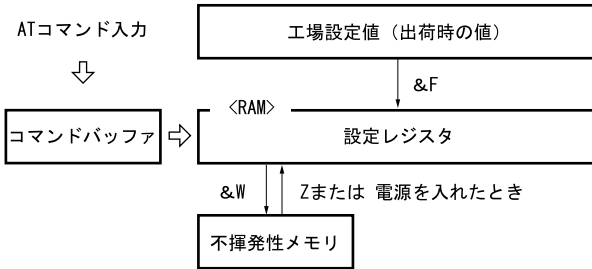 ATコマンド入力
工場設定値（出荷時の値）
&F
<RAM>
コマンドバッファ
設定レジスタ
&W
Zまたは 電源を入れたとき
不揮発性メモリ